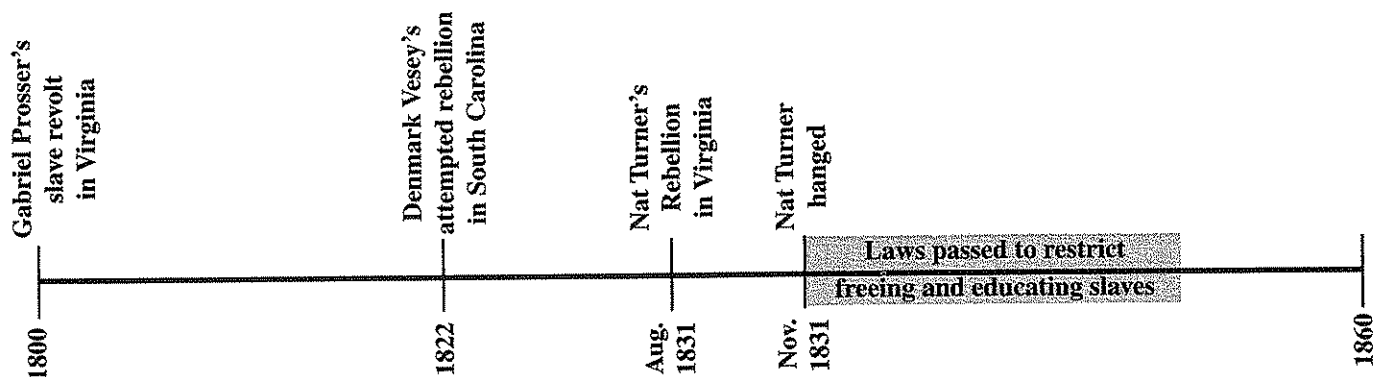 Gabriel Prosser's
slave revolt
in Virginia
Denmark Vesey's
attempted rebellion
in South Carolina
Nat Turner's
Rebellion
in Virginia
Nat Turner
hanged
Laws passed to restrict
freeing and educating slaves
1800
1822
Aug.
1831
Nov.
1831
1860